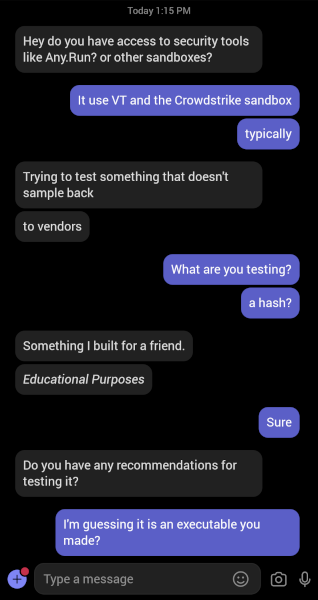 Today 1:15 PM
Hey do you have access to security tools
like Any.Run? or other sandboxes?
It use VT and the Crowdstrike sandbox
typically
Trying to test something that doesn't
sample back
to vendors
What are you testing?
a hash?
Something I built for a friend.
Educational Purposes
Sure
Do you have any recommendations for
testing it?
I'm guessing it is an executable you
made?
Type a message